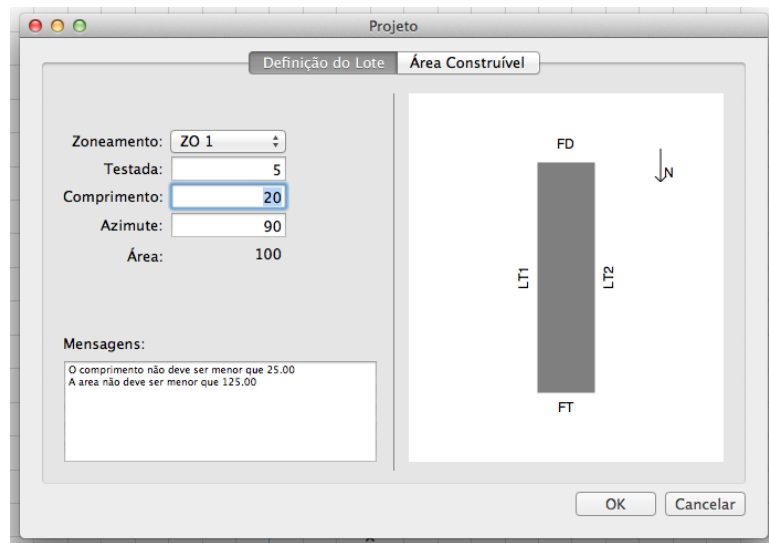 Projeto
Definição do Lote
Área Construível
Zoneamento: ZO 1
Testada: 5
Comprimento: 20
Azimute: 90
Área: 100
Mensagens:
O comprimento não deve ser menor que 25.00
A area não deve ser menor que 125.00
FD
N
LT1
LT2
FT
OK
Cancelar